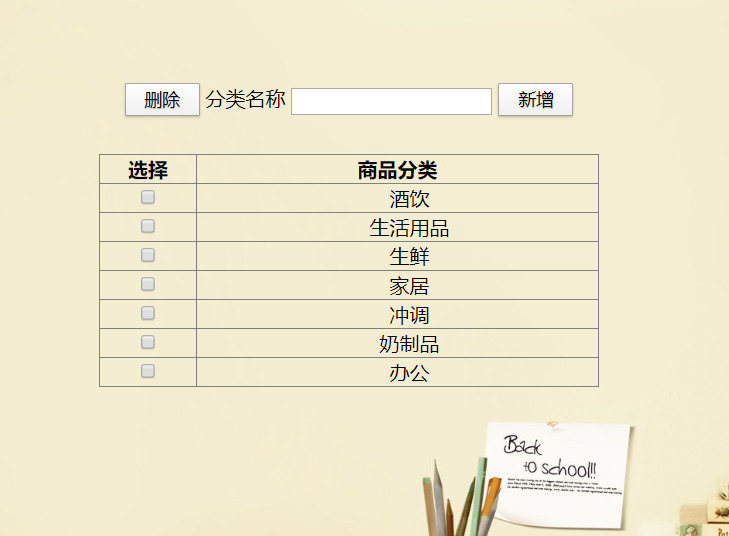 删除 分类名称 新增
选择 商品分类
酒饮
生活用品
生鲜
家居
冲调
奶制品
办公
Back
to school!!